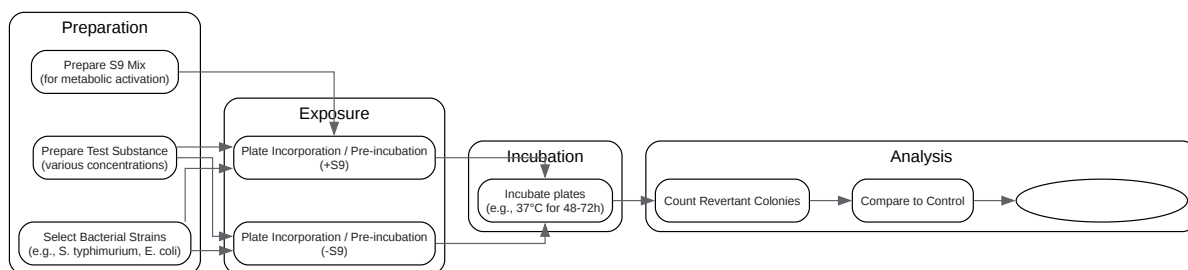 Preparation
Prepare S9 Mix
(for metabolic activation)
Prepare Test Substance
(various concentrations)
Select Bacterial Strains
(e.g., S. typhimurium, E. coli)
Exposure
Plate Incorporation / Pre-incubation
(+S9)
Plate Incorporation / Pre-incubation
(-S9)
Incubation
Incubate plates
(e.g., 37°C for 48-72h)
Analysis
Count Revertant Colonies
Compare to Control